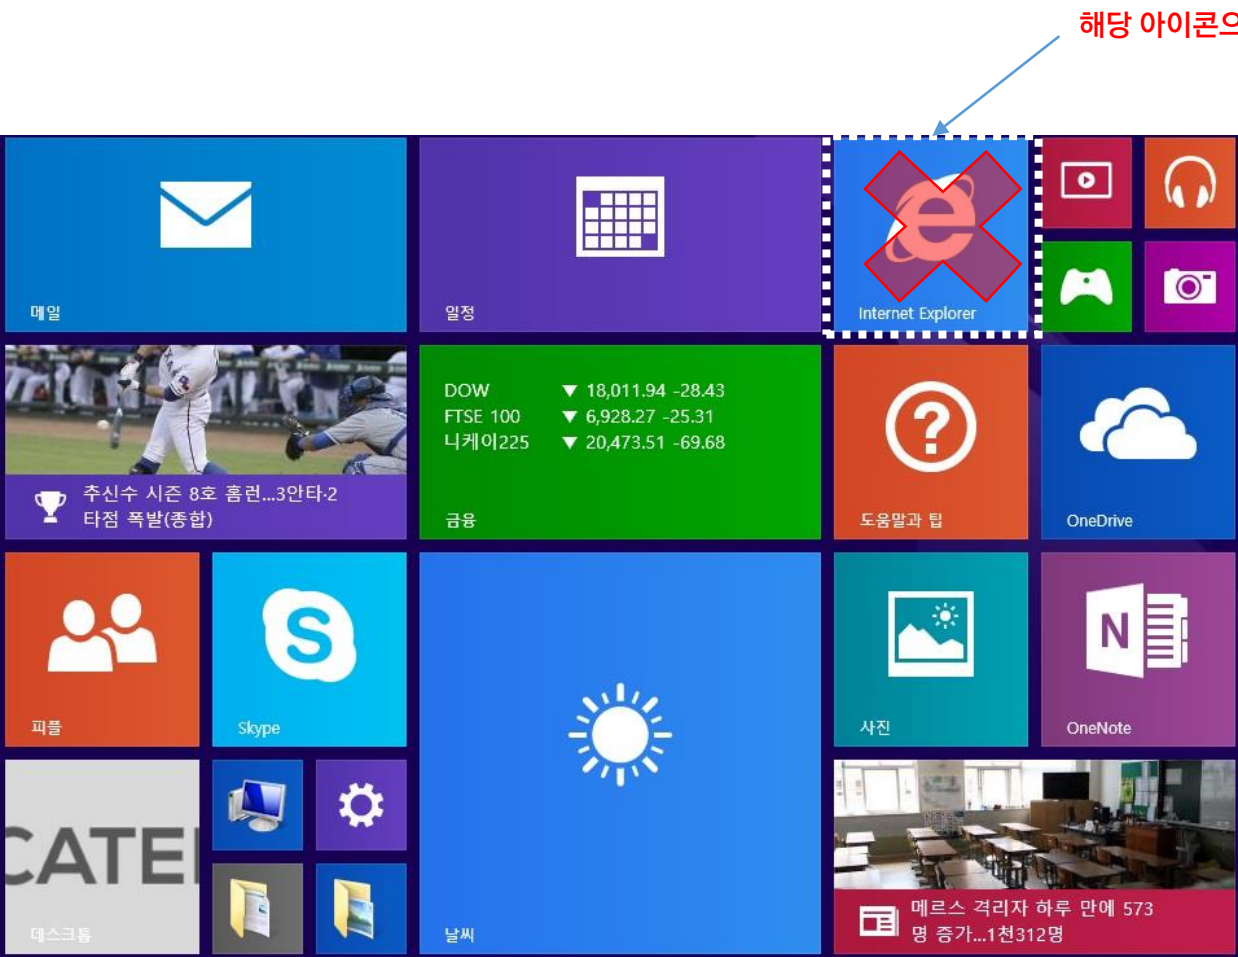 해당 아이콘으
메일
일정
Internet Explorer
추신수 시즌 8호 홈런...3안타·2
타점 폭발(종합)
DOW ▼ 18,011.94 -28.43
FTSE 100 ▼ 6,928.27 -25.31
니케이225 ▼ 20,473.51 -69.68
금융
도움말과 팁
OneDrive
피플
Skype
날씨
사진
N
OneNote
CATE
데스크톱
메르스 격리자 하루 만에 573
명 증가...1천312명